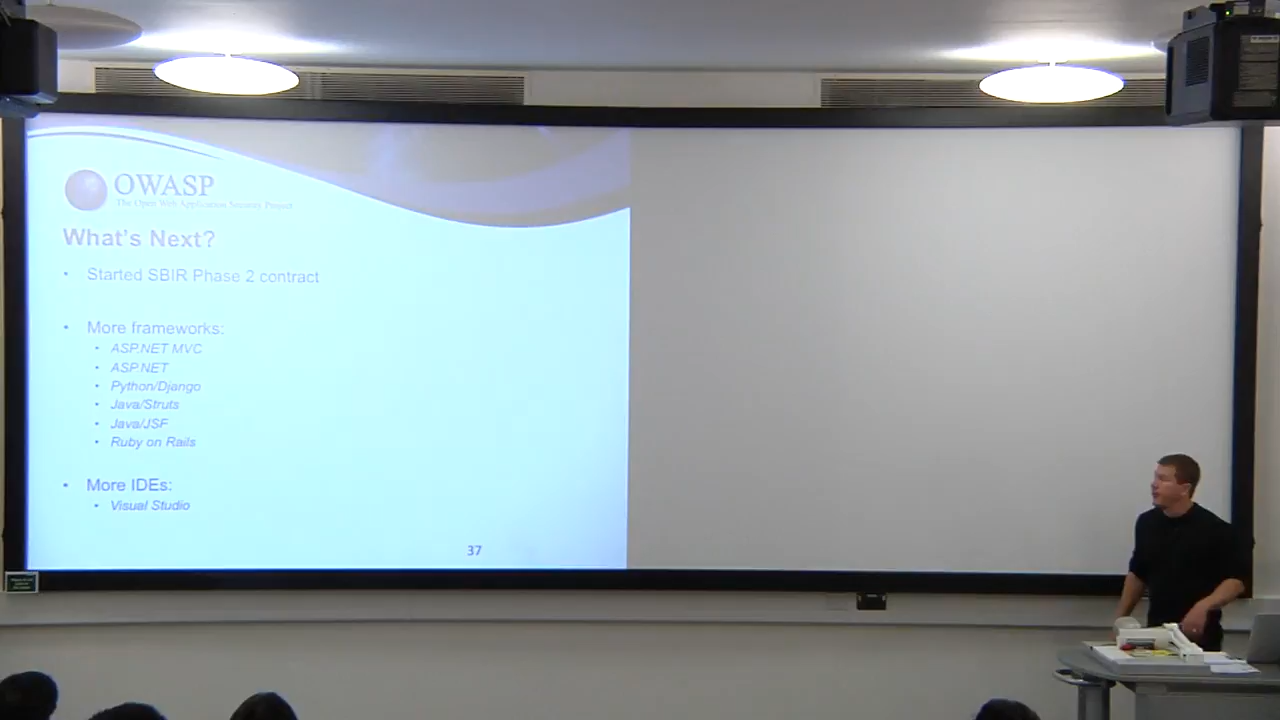 OWASP
The Open Web Application Security Project
What's Next?
• Started SBIR Phase 2 contract
• More frameworks:
• ASP.NET MVC
• ASP.NET
• Python/Django
• Java/Struts
• Java/JSF
• Ruby on Rails
• More IDEs:
• Visual Studio
37